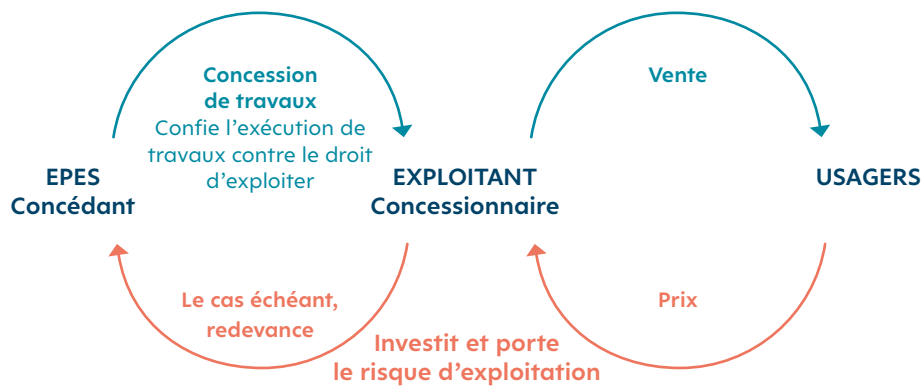 Concession
de travaux
Confie l’exécution de
travaux contre le droit
d’exploiter
Vente
EPES
Concédant
EXPLOITANT
Concessionnaire
USAGERS
Le cas échéant,
redevance
Prix
Investit et porte
le risque d’exploitation